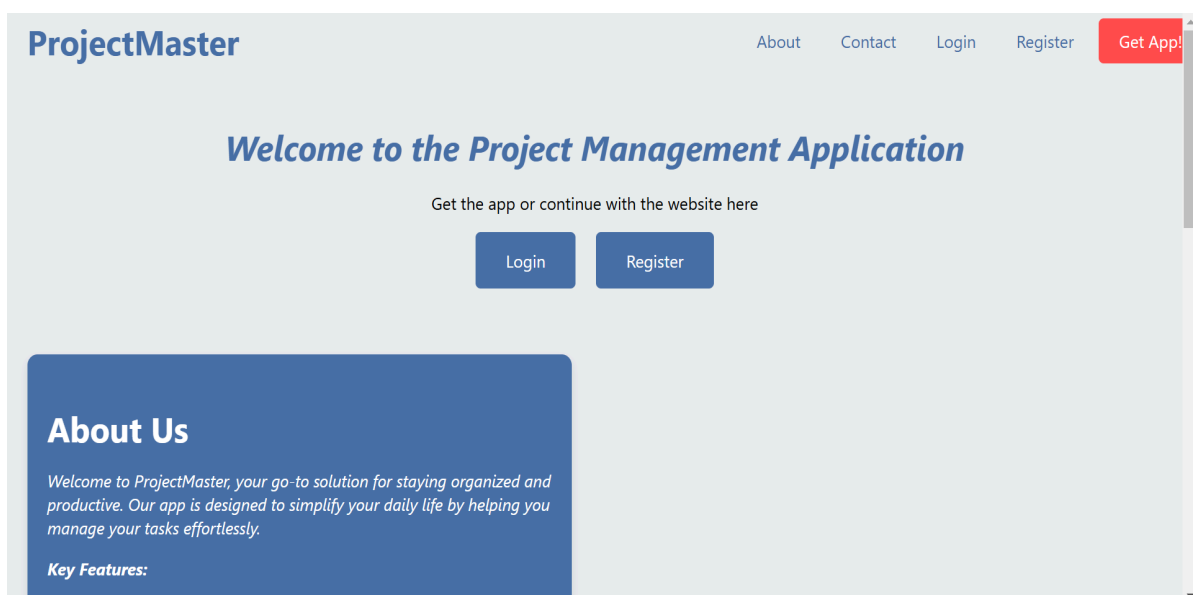 ProjectMaster
About Contact Login Register Get App!
Welcome to the Project Management Application
Get the app or continue with the website here
Login Register
About Us
Welcome to ProjectMaster, your go-to solution for staying organized and
productive. Our app is designed to simplify your daily life by helping you
manage your tasks effortlessly.
Key Features: